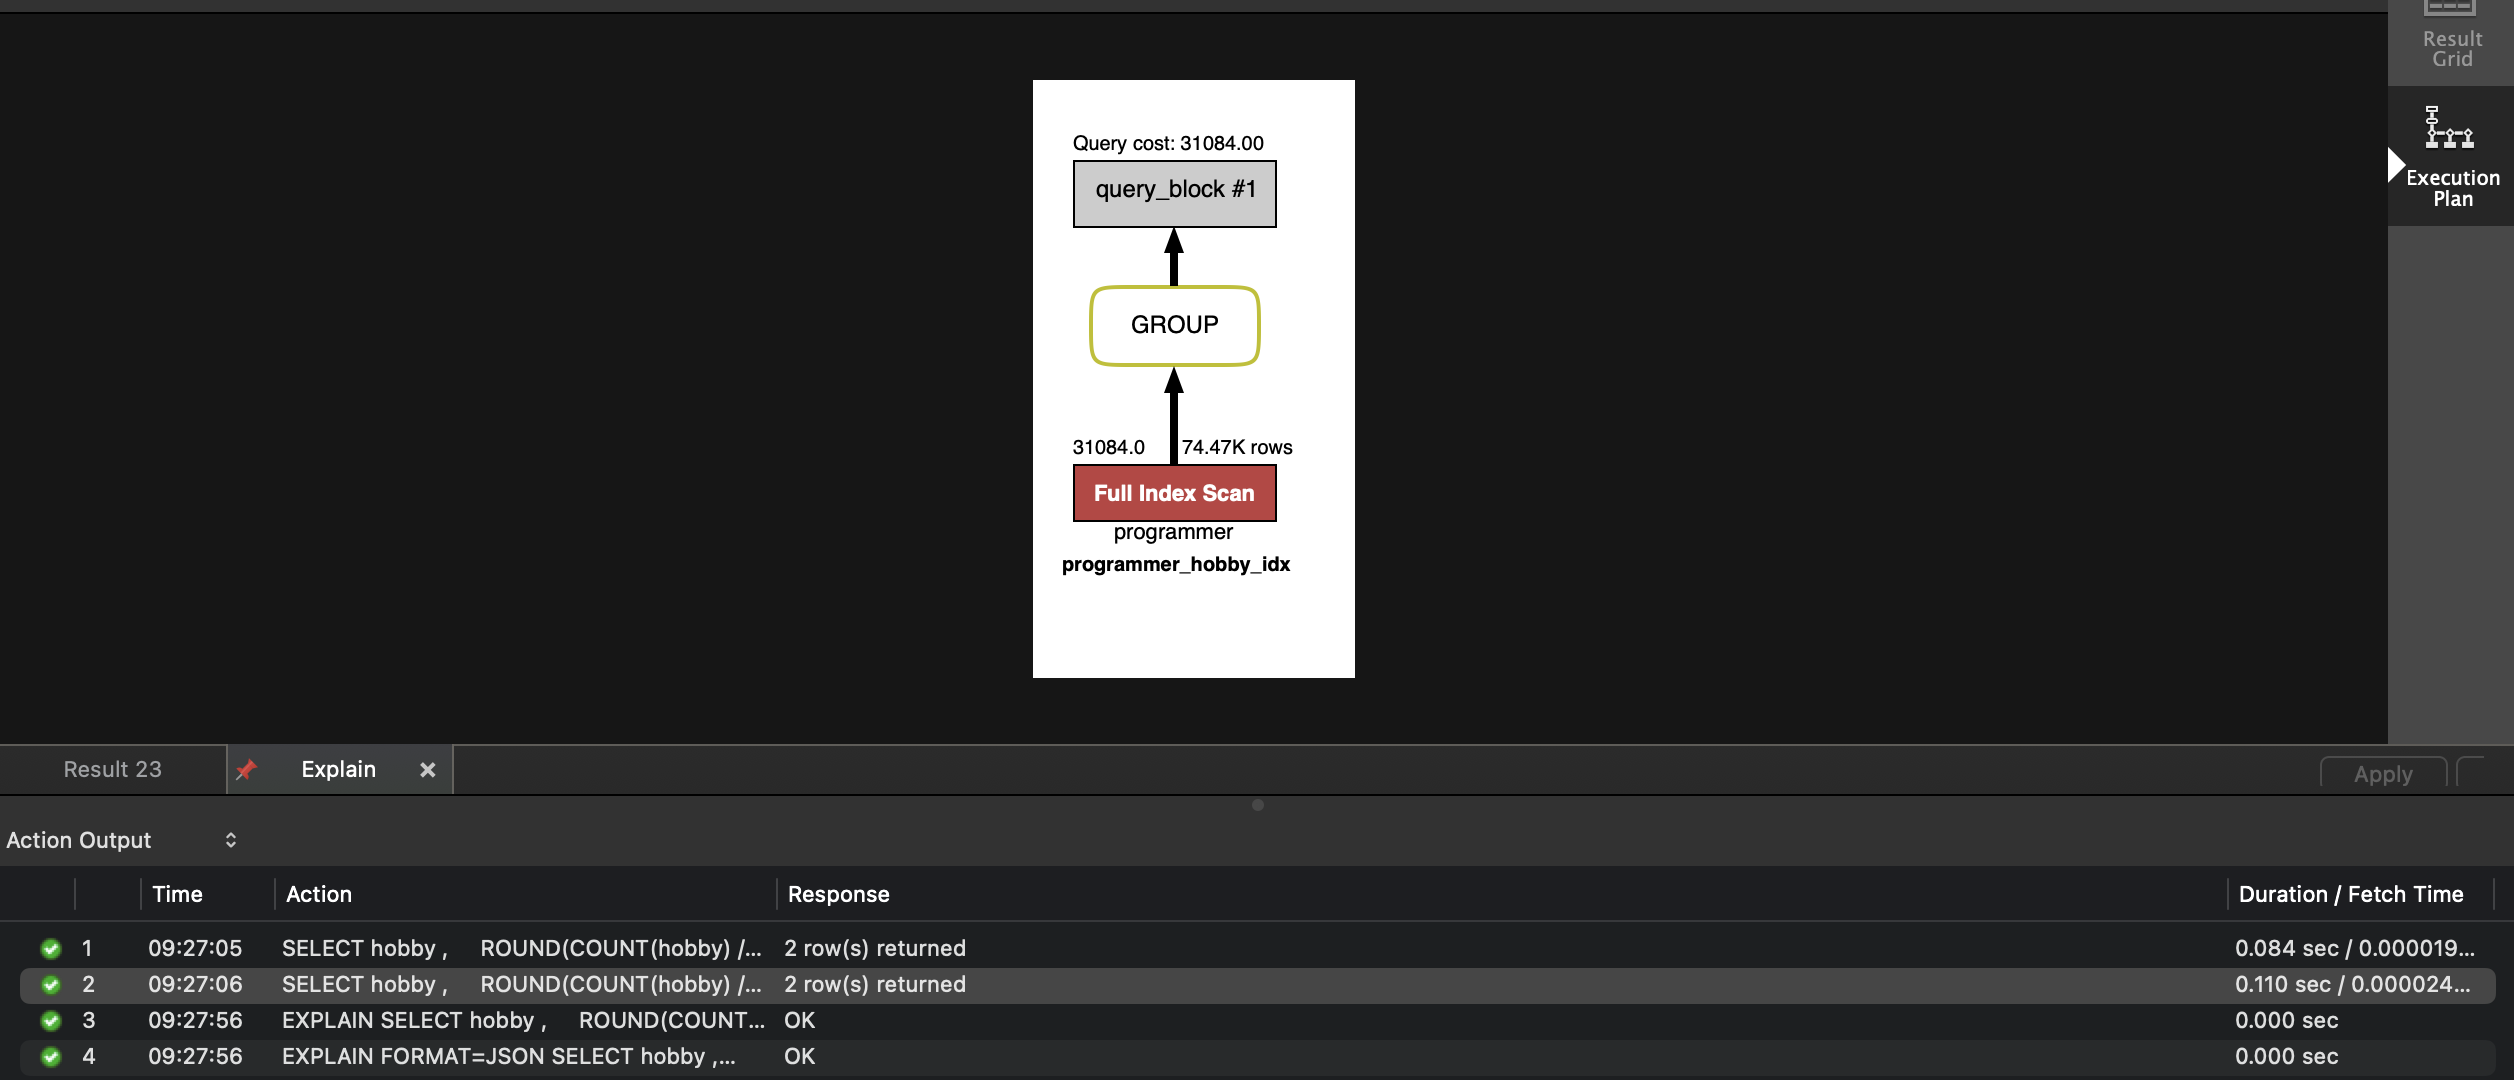 Result
Grid
Execution
Plan
Query cost: 31084.00
query_block #1
GROUP
31084.0 74.47K rows
Full Index Scan
programmer
programmer_hobby_idx
Result 23 Explain Apply
Action Output
Time Action Response Duration / Fetch Time
1 09:27:05 SELECT hobby , ROUND(COUNT(hobby) /... 2 row(s) returned 0.084 sec / 0.000019...
2 09:27:06 SELECT hobby , ROUND(COUNT(hobby) /... 2 row(s) returned 0.110 sec / 0.000024...
3 09:27:56 EXPLAIN SELECT hobby , ROUND(COUNT... OK 0.000 sec
4 09:27:56 EXPLAIN FORMAT=JSON SELECT hobby ,... OK 0.000 sec